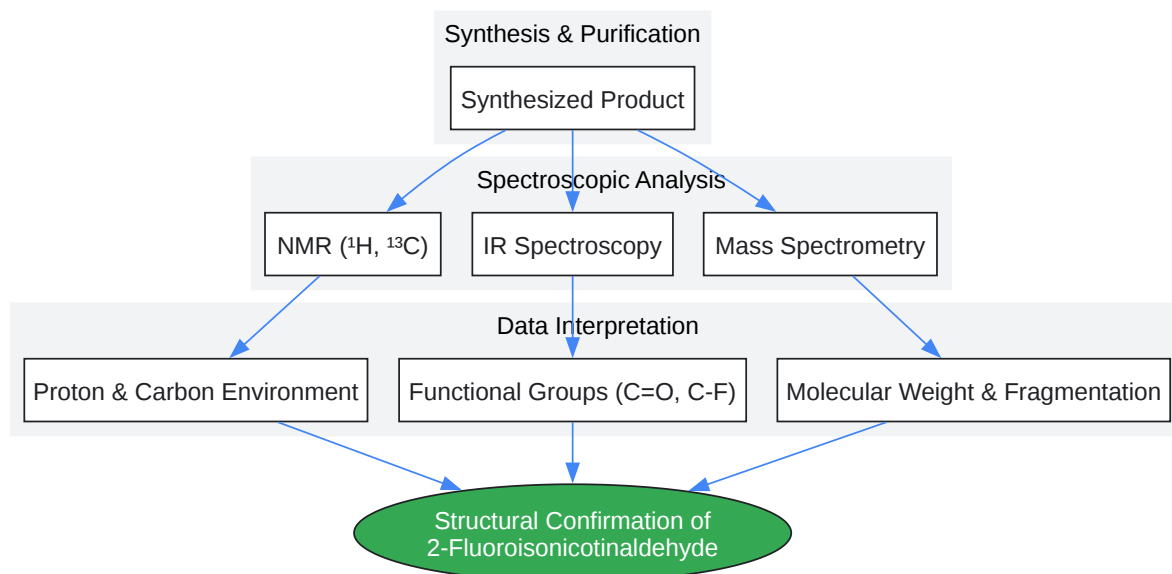 Synthesis & Purification
Synthesized Product
Spectroscopic Analysis
NMR (¹H, ¹³C)
IR Spectroscopy
Mass Spectrometry
Data Interpretation
Proton & Carbon Environment
Functional Groups (C=O, C-F)
Molecular Weight & Fragmentation
Structural Confirmation of
2-Fluoroisonicotinaldehyde